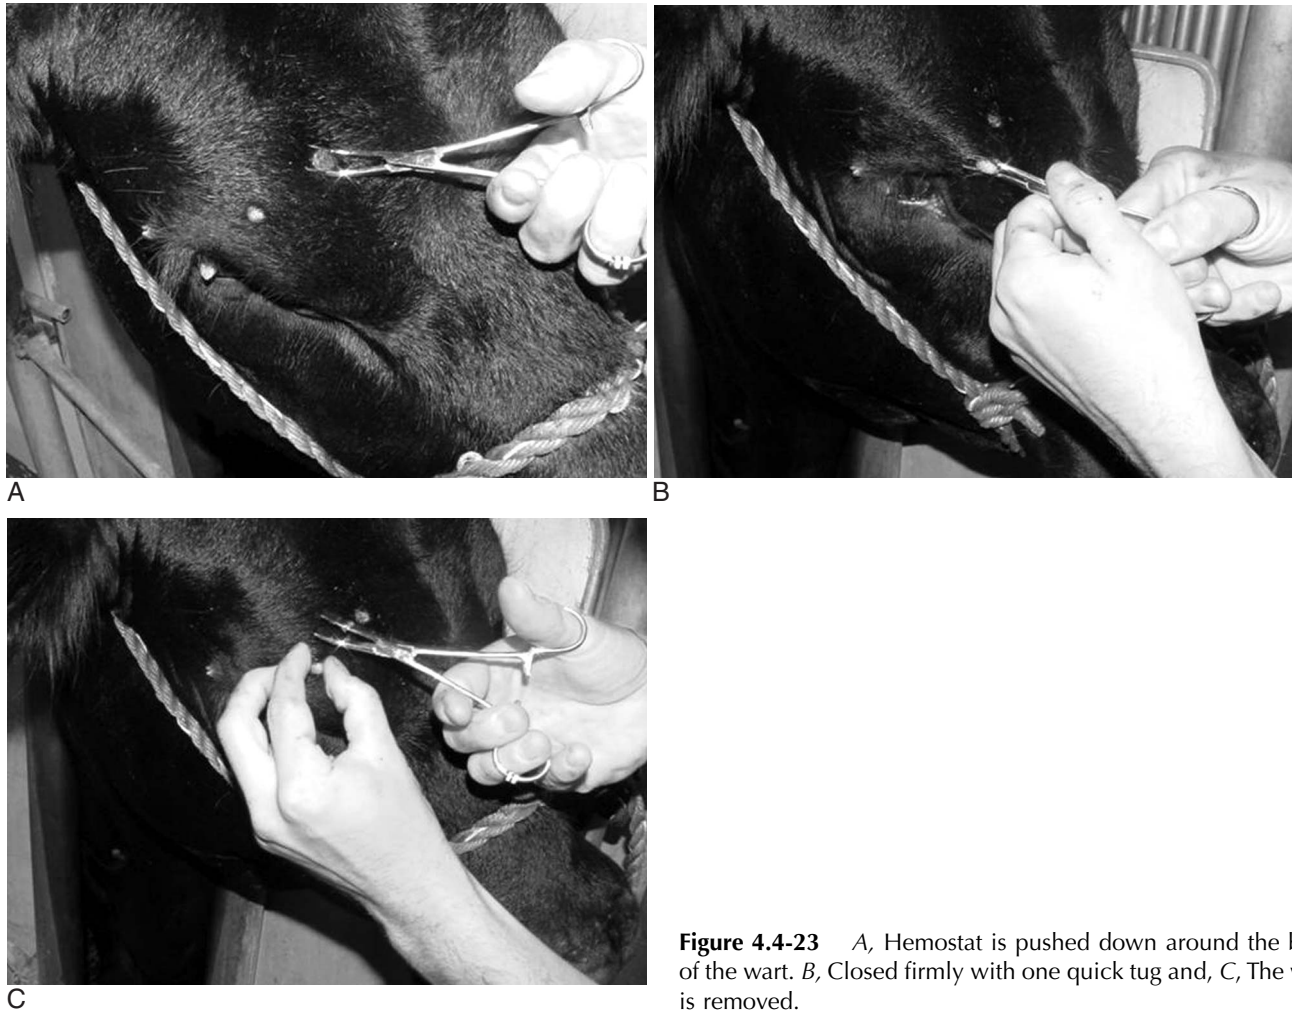 A
B
C
Figure 4.4-23 A, Hemostat is pushed down around the
of the wart. B, Closed firmly with one quick tug and, C, The
is removed.